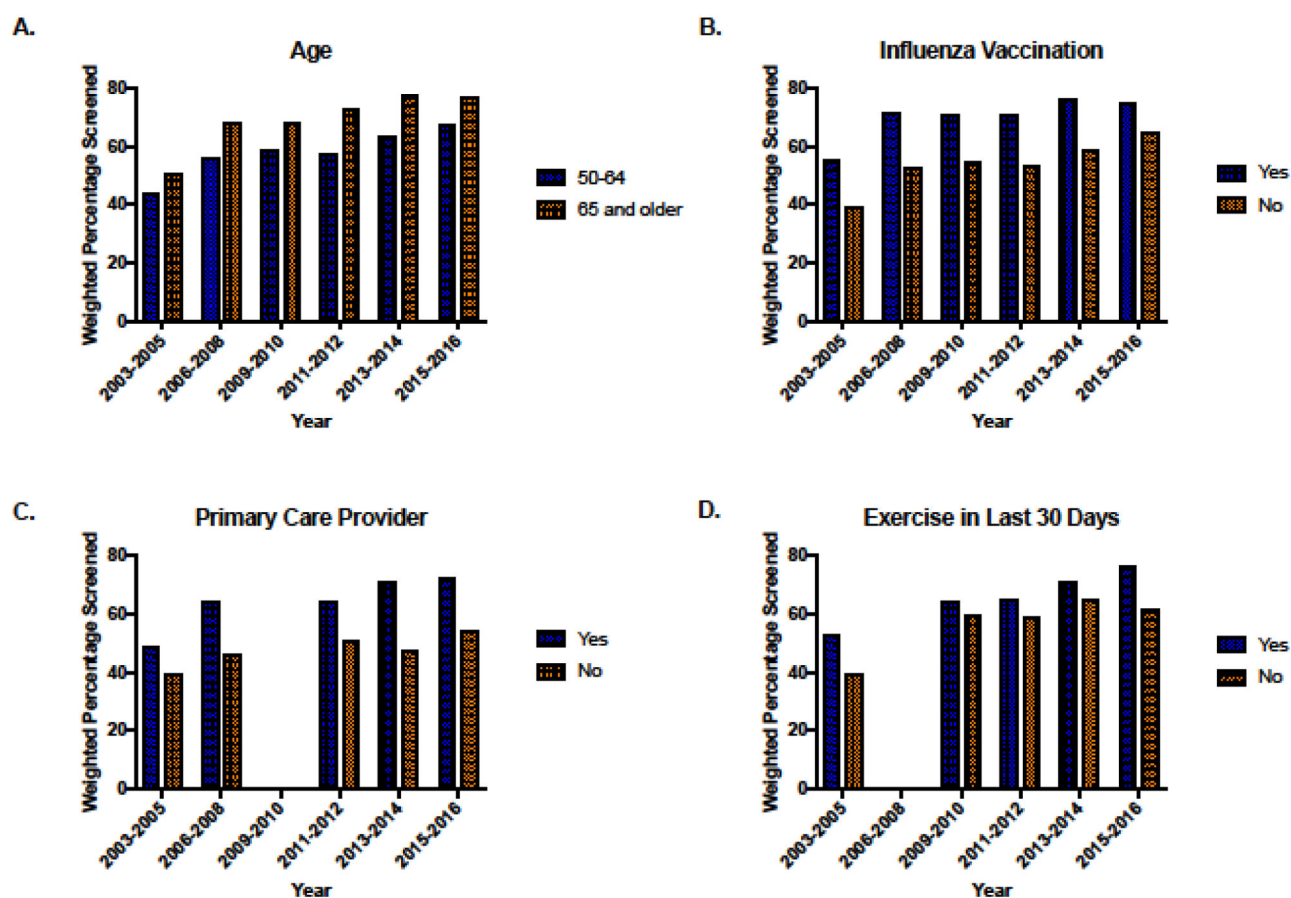 A.
Age
Weighted Percentage Screened
80
60
40
20
0
2003-2005
2006-2008
2009-2010
2011-2012
2013-2014
2015-2016
Year
50-64
65 and older
B.
Influenza Vaccination
Weighted Percentage Screened
80
60
40
20
0
2003-2005
2006-2008
2009-2010
2011-2012
2013-2014
2015-2016
Year
Yes
No
C.
Primary Care Provider
Weighted Percentage Screened
80
60
40
20
0
2003-2005
2006-2008
2009-2010
2011-2012
2013-2014
2015-2016
Year
Yes
No
D.
Exercise in Last 30 Days
Weighted Percentage Screened
80
60
40
20
0
2003-2005
2006-2008
2009-2010
2011-2012
2013-2014
2015-2016
Year
Yes
No